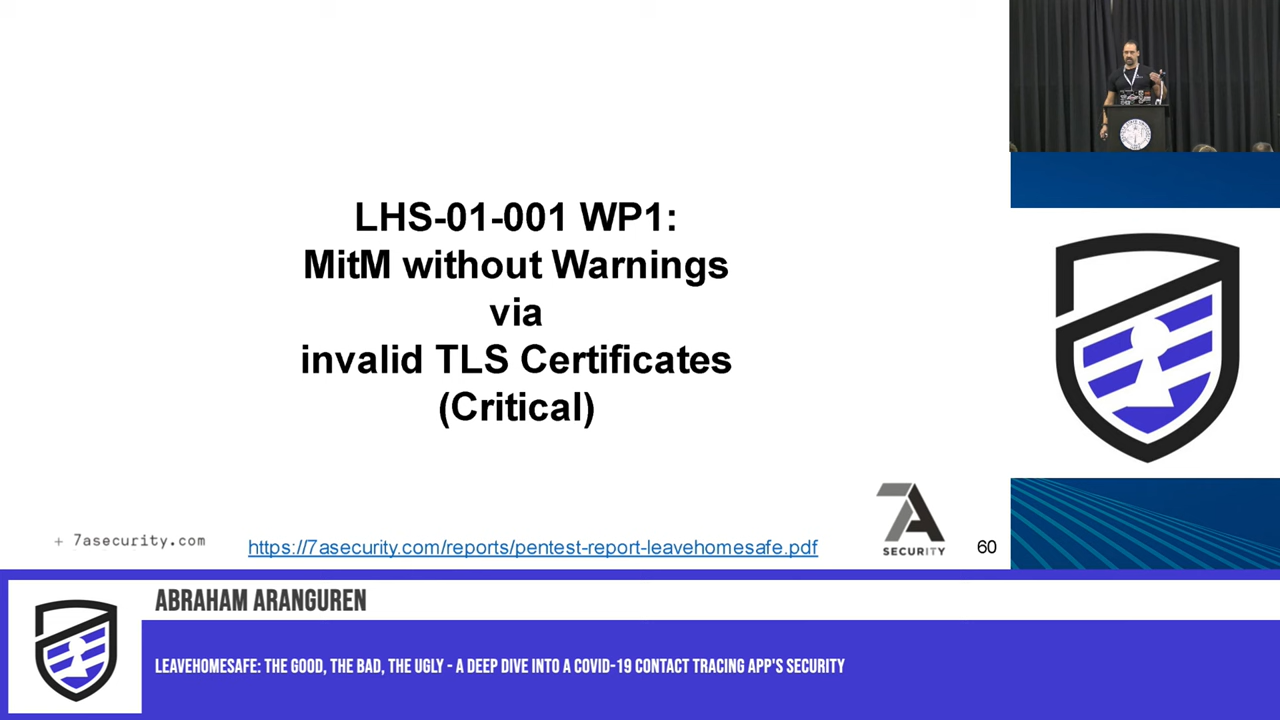 LHS-01-001 WP1:
MitM without Warnings
via
invalid TLS Certificates
(Critical)
+ 7asecurity.com
https://7asecurity.com/reports/pentest-report-leavehomesafe.pdf
7A
SECURITY
60
ABRAHAM ARANGUREN
LEAVEHOMESAFE: THE GOOD, THE BAD, THE UGLY - A DEEP DIVE INTO A COVID-19 CONTACT TRACING APP'S SECURITY